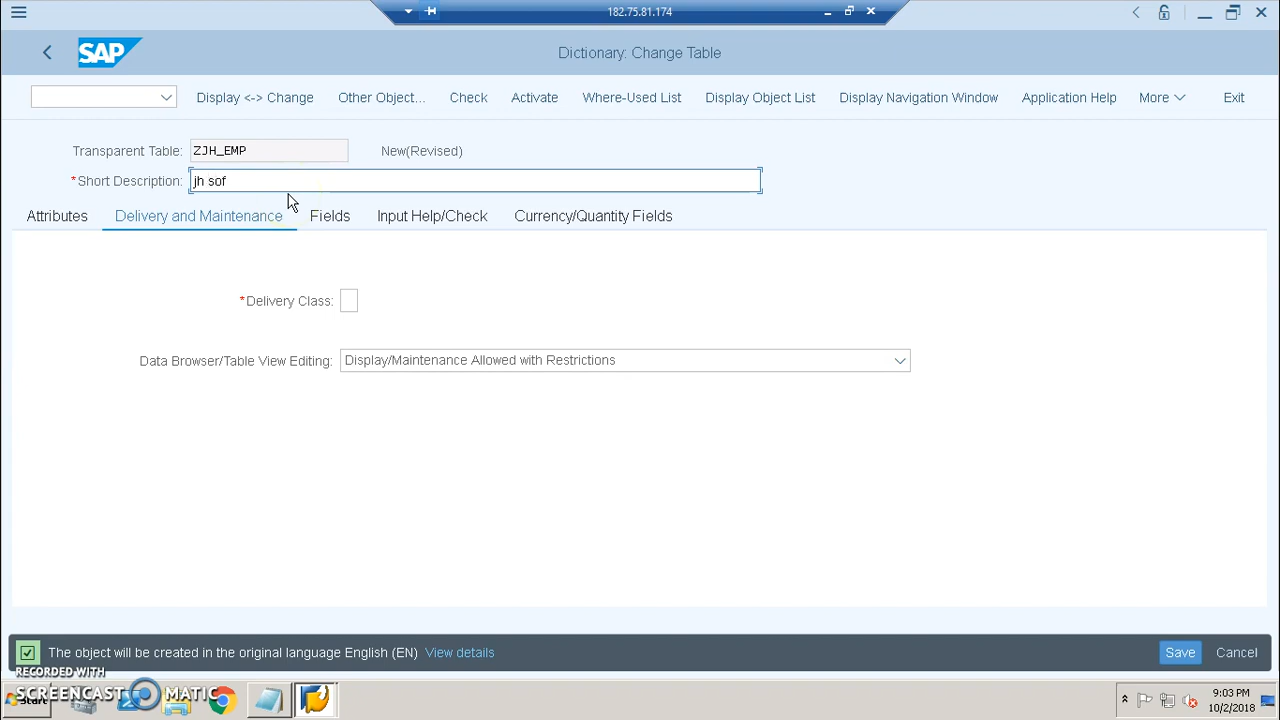 182.75.81.174
SAP
Dictionary: Change Table
Display <-> Change Other Object... Check Activate Where-Used List Display Object List Display Navigation Window Application Help More Exit
Transparent Table: ZJH_EMP New(Revised)
*Short Description: jh sof
Attributes Delivery and Maintenance Fields Input Help/Check Currency/Quantity Fields
*Delivery Class:
Data Browser/Table View Editing: Display/Maintenance Allowed with Restrictions
The object will be created in the original language English (EN) View details Save Cancel
RECORDED WITH
SCREENCAST MATIC
Start
9:03 PM
10/2/2018